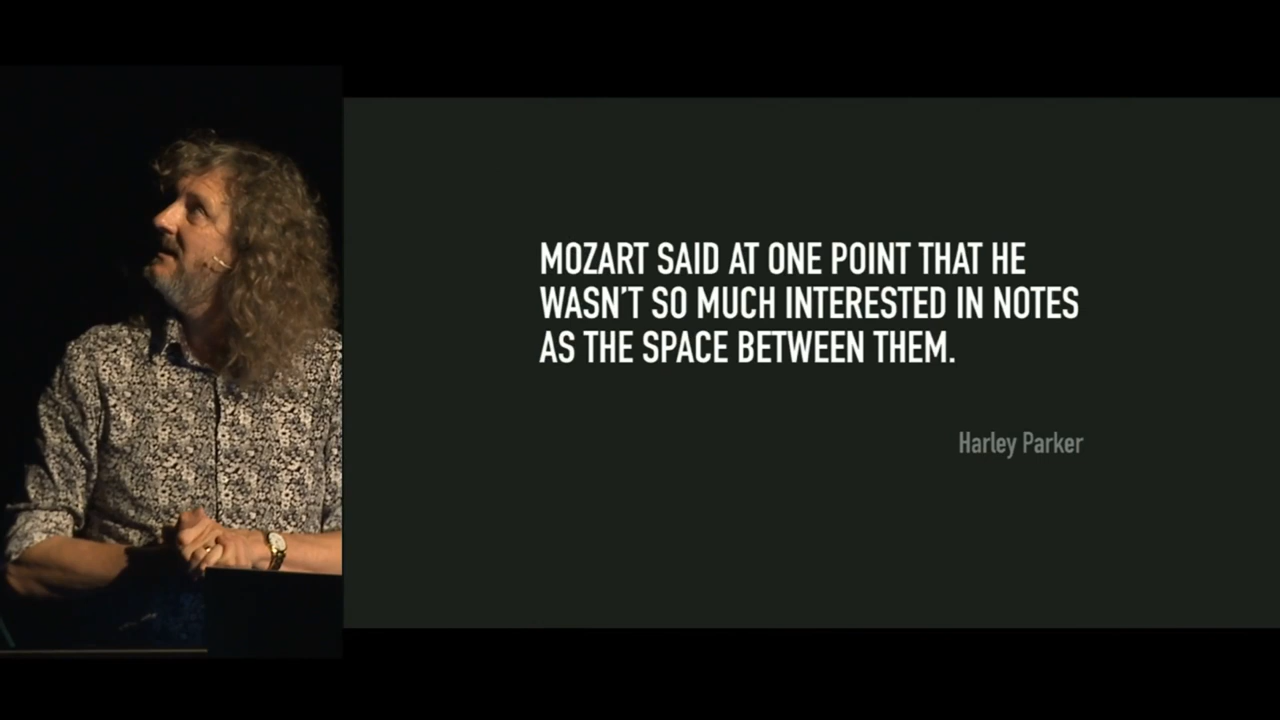 MOZART SAID AT ONE POINT THAT HE
WASN'T SO MUCH INTERESTED IN NOTES
AS THE SPACE BETWEEN THEM.
Harley Parker